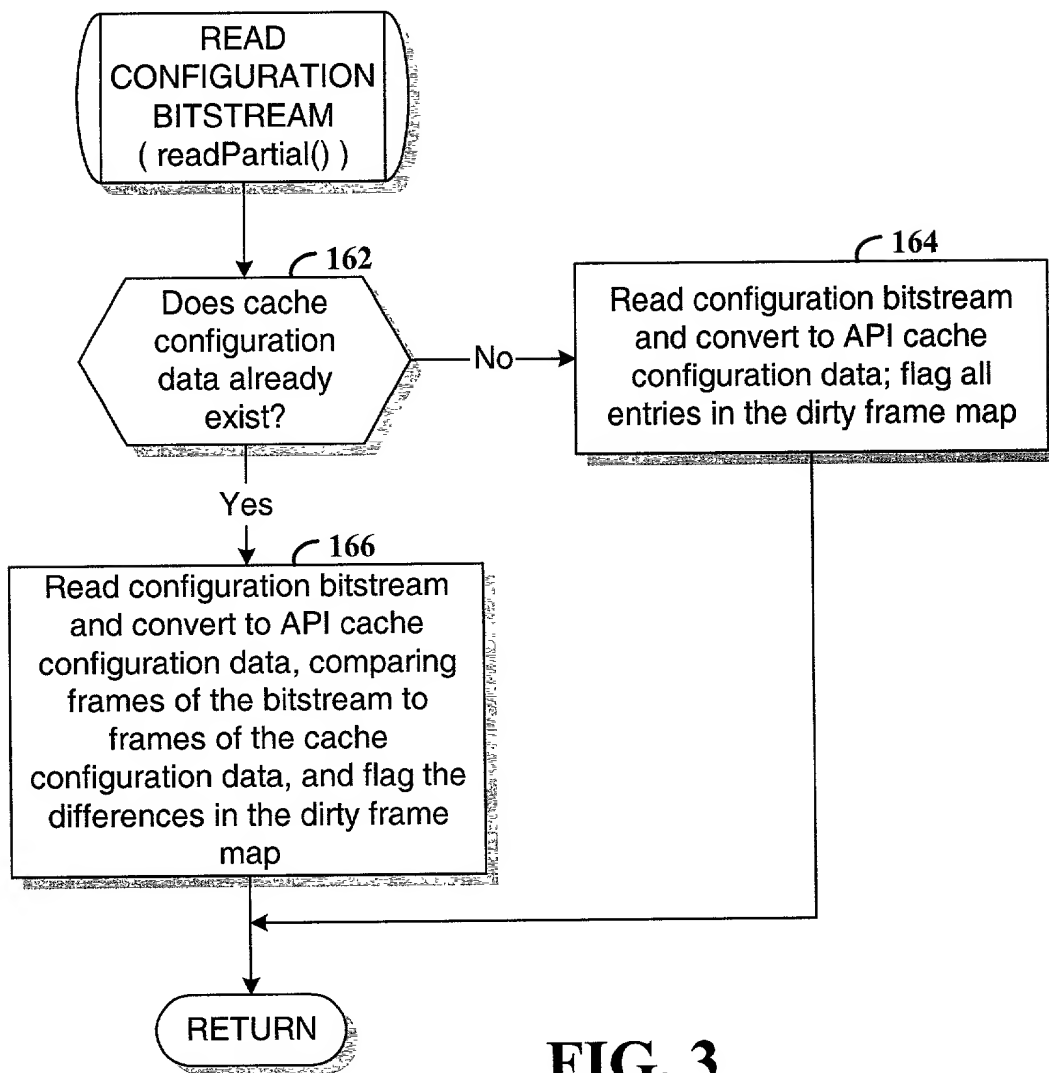 READ
CONFIGURATION
BITSTREAM
( readPartial() )
162
Does cache
configuration
data already
exist?
No
164
Read configuration bitstream
and convert to API cache
configuration data; flag all
entries in the dirty frame map
Yes
166
Read configuration bitstream
and convert to API cache
configuration data, comparing
frames of the bitstream to
frames of the cache
configuration data, and flag the
differences in the dirty frame
map
RETURN
FIG. 3